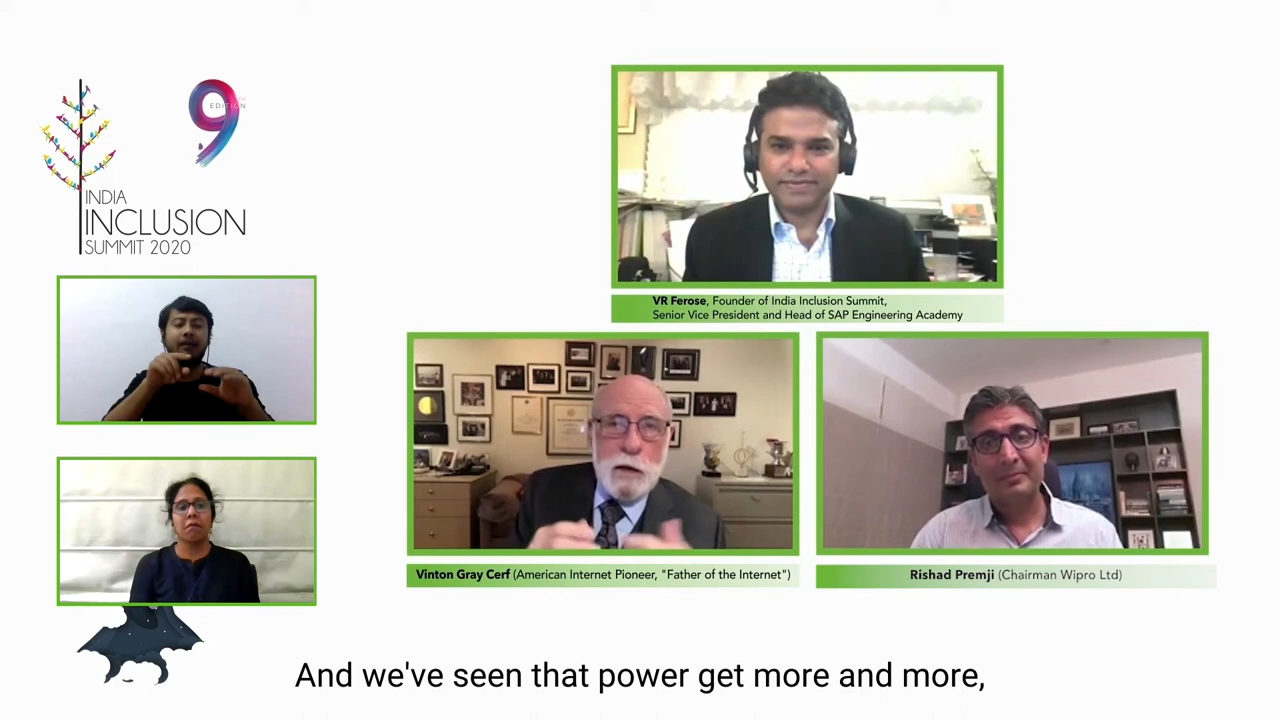 9
TH
EDITION
INDIA
INCLUSION
SUMMIT 2020
VR Ferose, Founder of India Inclusion Summit,
Senior Vice President and Head of SAP Engineering Academy
Vinton Gray Cerf (American Internet Pioneer, "Father of the Internet")
Rishad Premji (Chairman Wipro Ltd)
And we've seen that power get more and more,